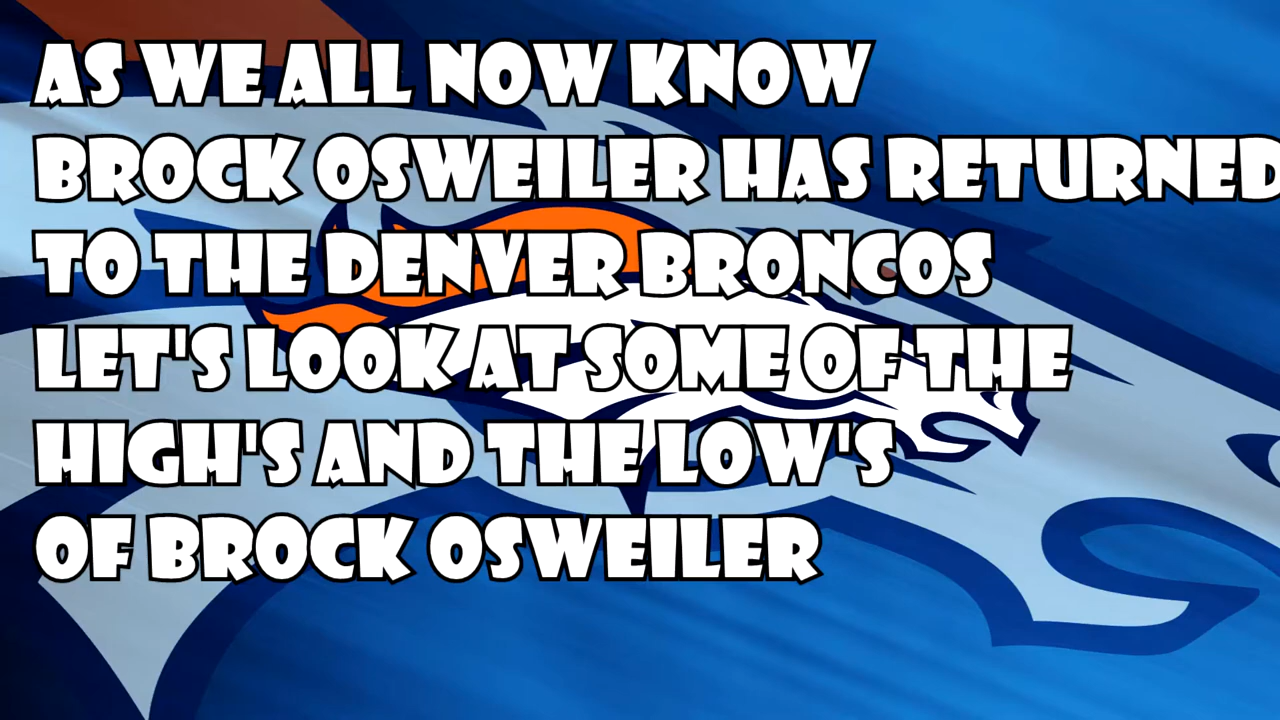 AS WE ALL NOW KNOW
BROCK OSWEILER HAS RETURNED
TO THE DENVER BRONCOS
LET'S LOOK AT SOME OF THE
HIGH'S AND THE LOW'S
OF BROCK OSWEILER